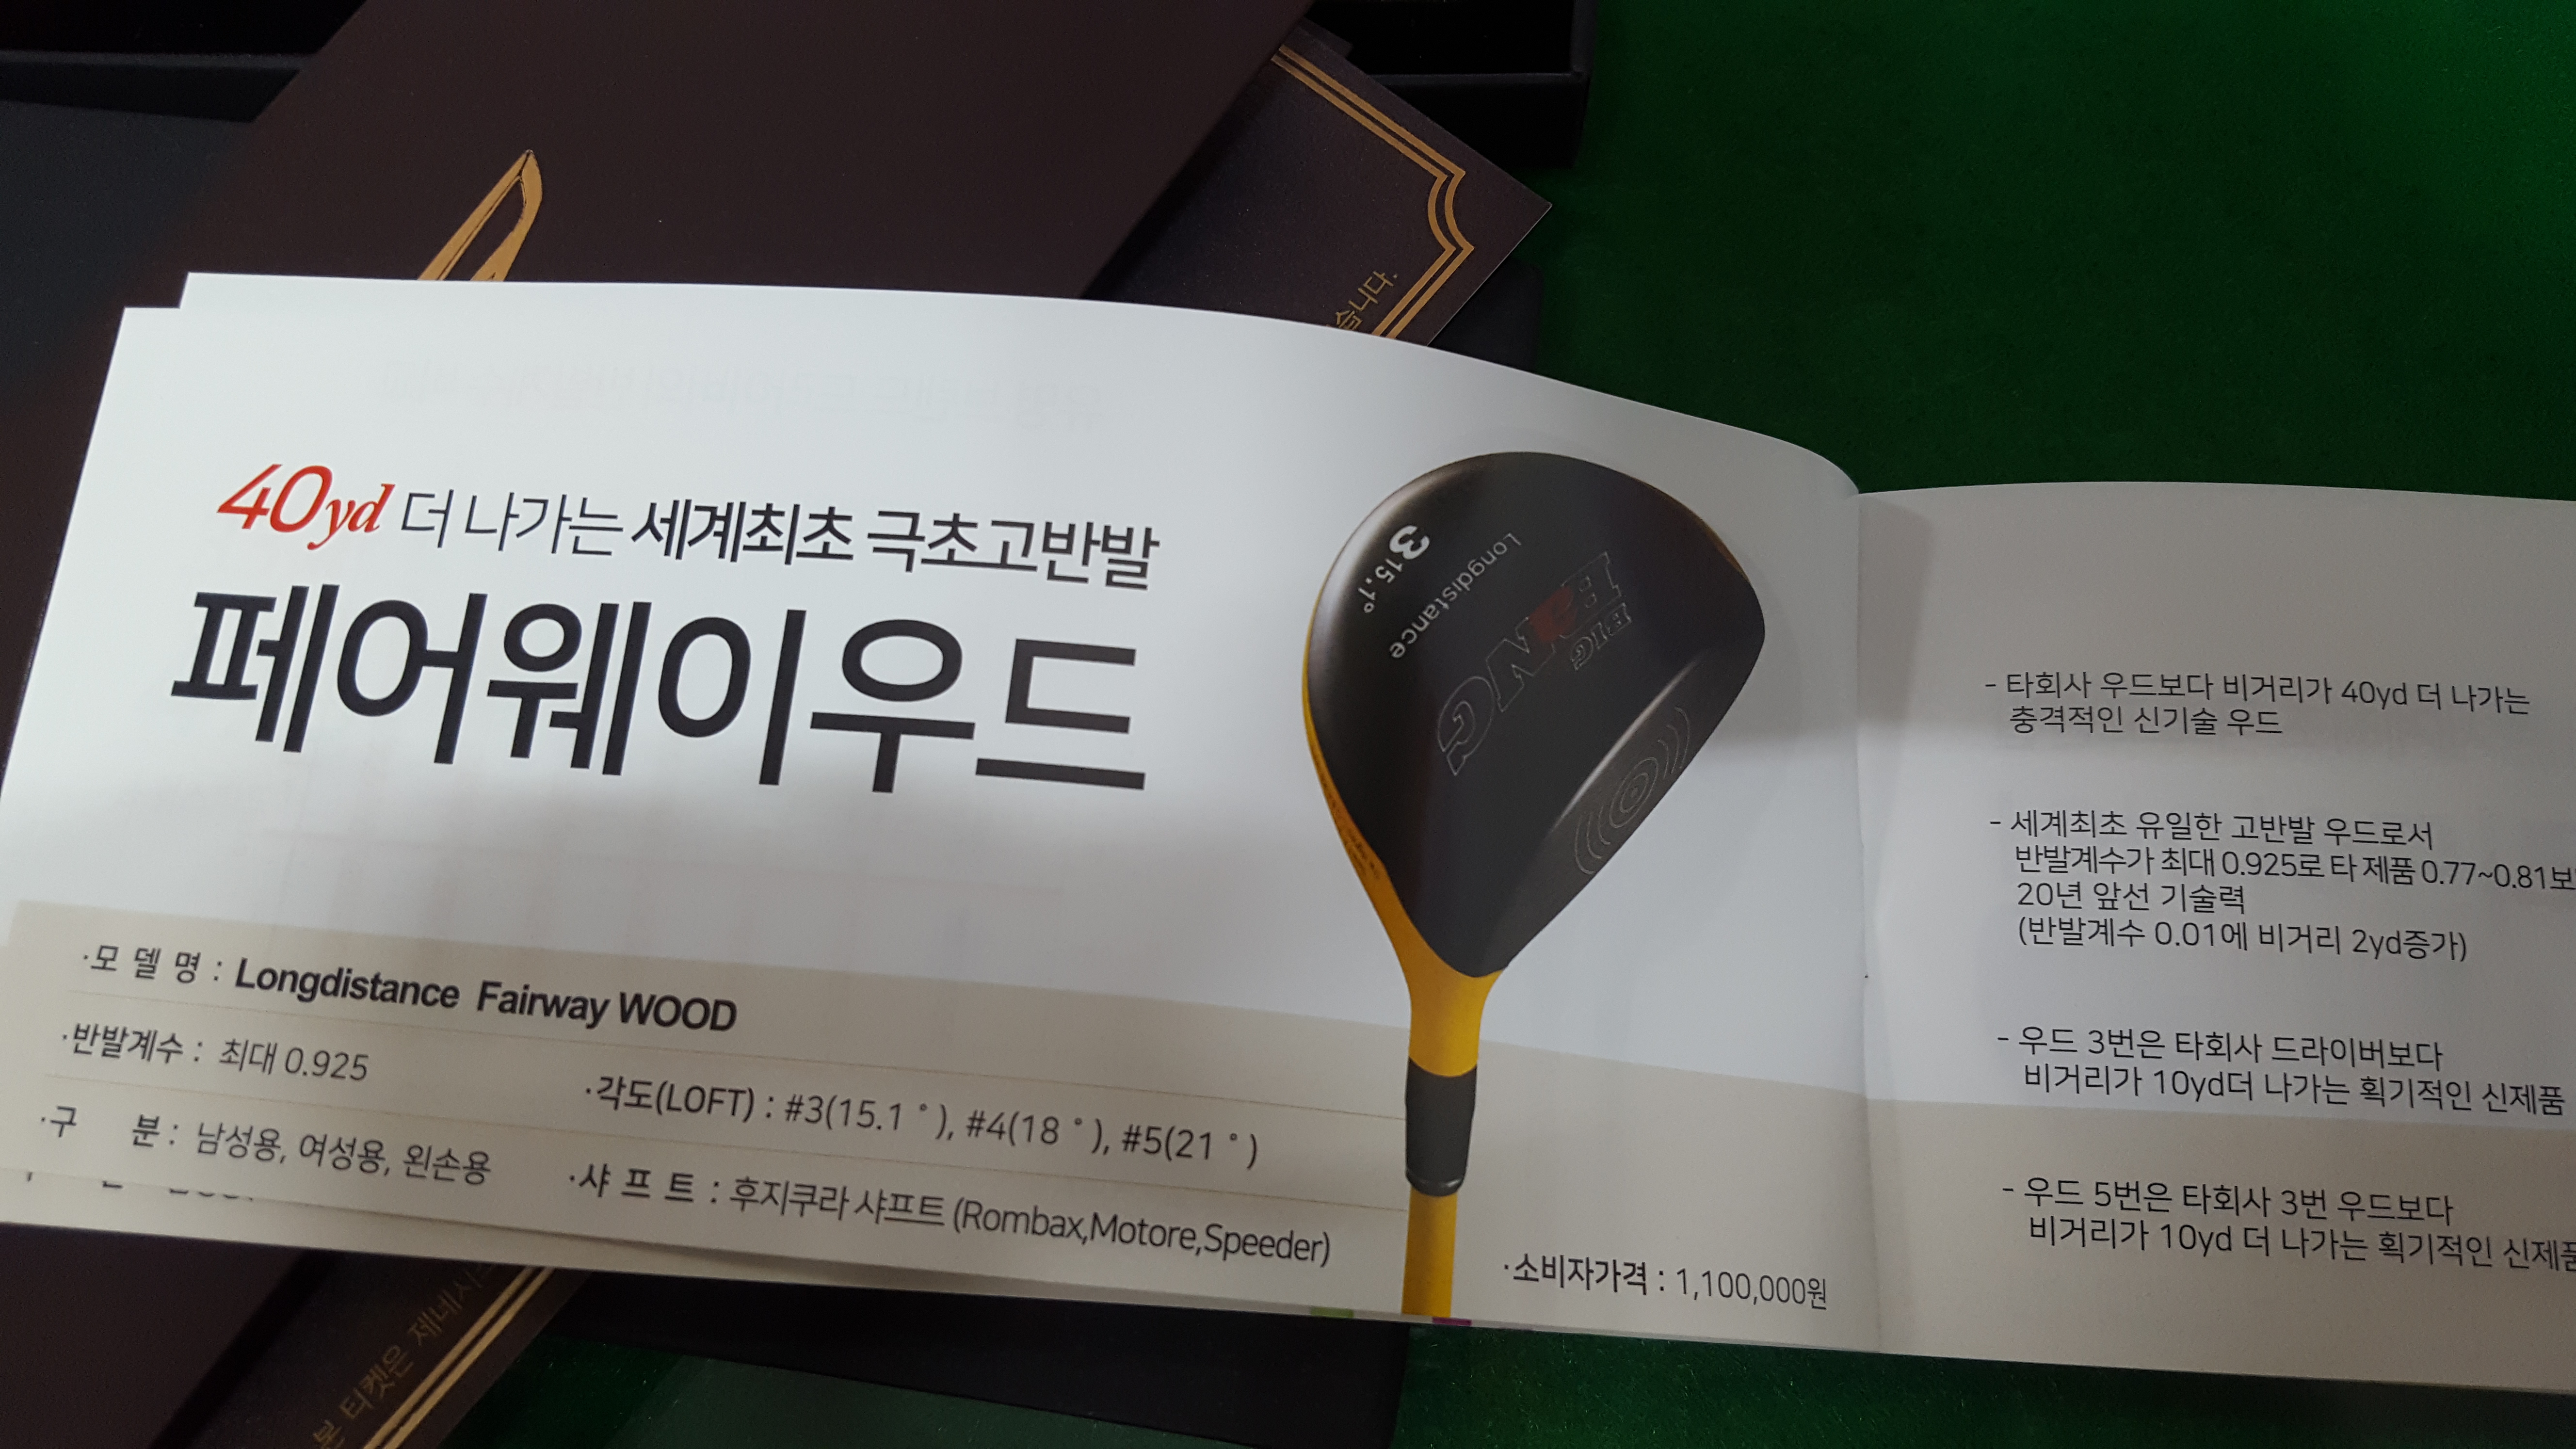 습니다.
40yd 더 나가는 세계최초 극초고반발
페어웨이우드
3 15.1°
Longdistance
BIG
BANG
·모 델 명 : Longdistance Fairway WOOD
·반발계수 : 최대 0.925
·각도(LOFT) : #3(15.1˚), #4(18˚), #5(21˚)
·구 분 : 남성용, 여성용, 왼손용
·샤 프 트 : 후지쿠라 샤프트 (Rombax,Motore,Speeder)
·소비자가격 : 1,100,000원
- 타회사 우드보다 비거리가 40yd 더 나가는
충격적인 신기술 우드
- 세계최초 유일한 고반발 우드로서
반발계수가 최대 0.925로 타 제품 0.77~0.81보
20년 앞선 기술력
(반발계수 0.01에 비거리 2yd증가)
- 우드 3번은 타회사 드라이버보다
비거리가 10yd더 나가는 획기적인 신제품
- 우드 5번은 타회사 3번 우드보다
비거리가 10yd 더 나가는 획기적인 신제품
본 티켓은 제네시